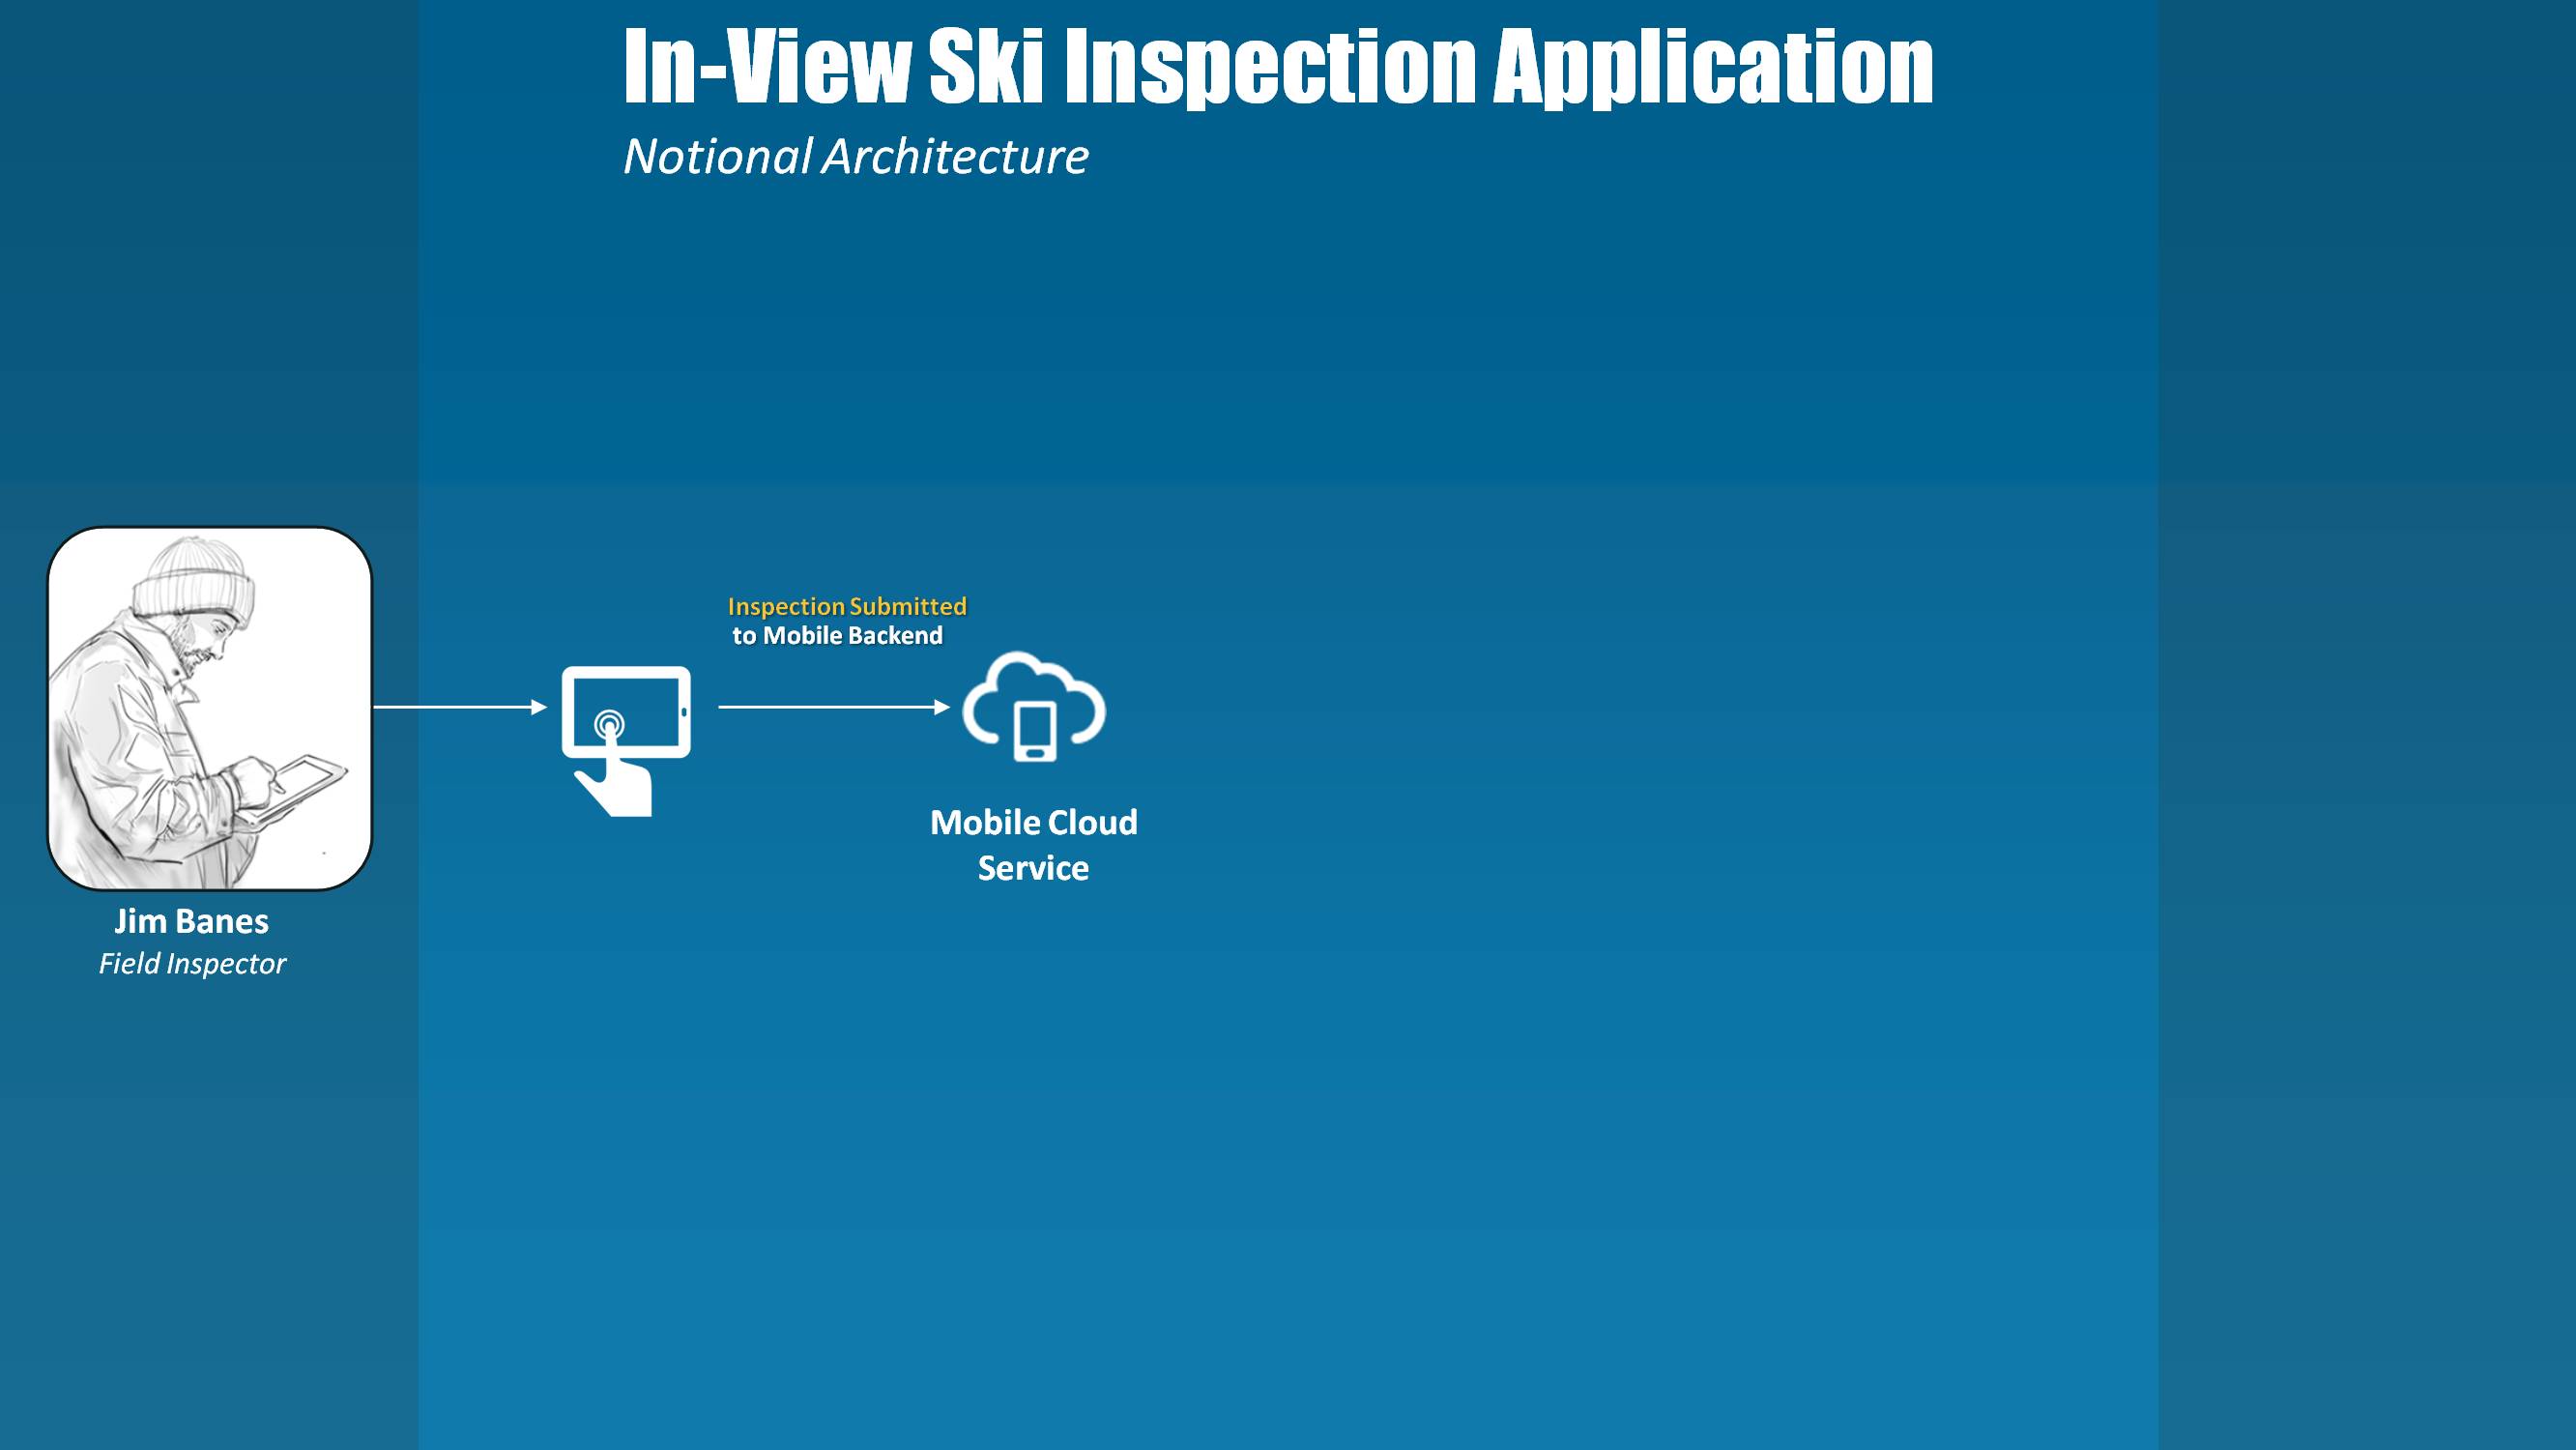 In-View Ski Inspection Application
Notional Architecture
Inspection Submitted
to Mobile Backend
Mobile Cloud
Service
Jim Banes
Field Inspector